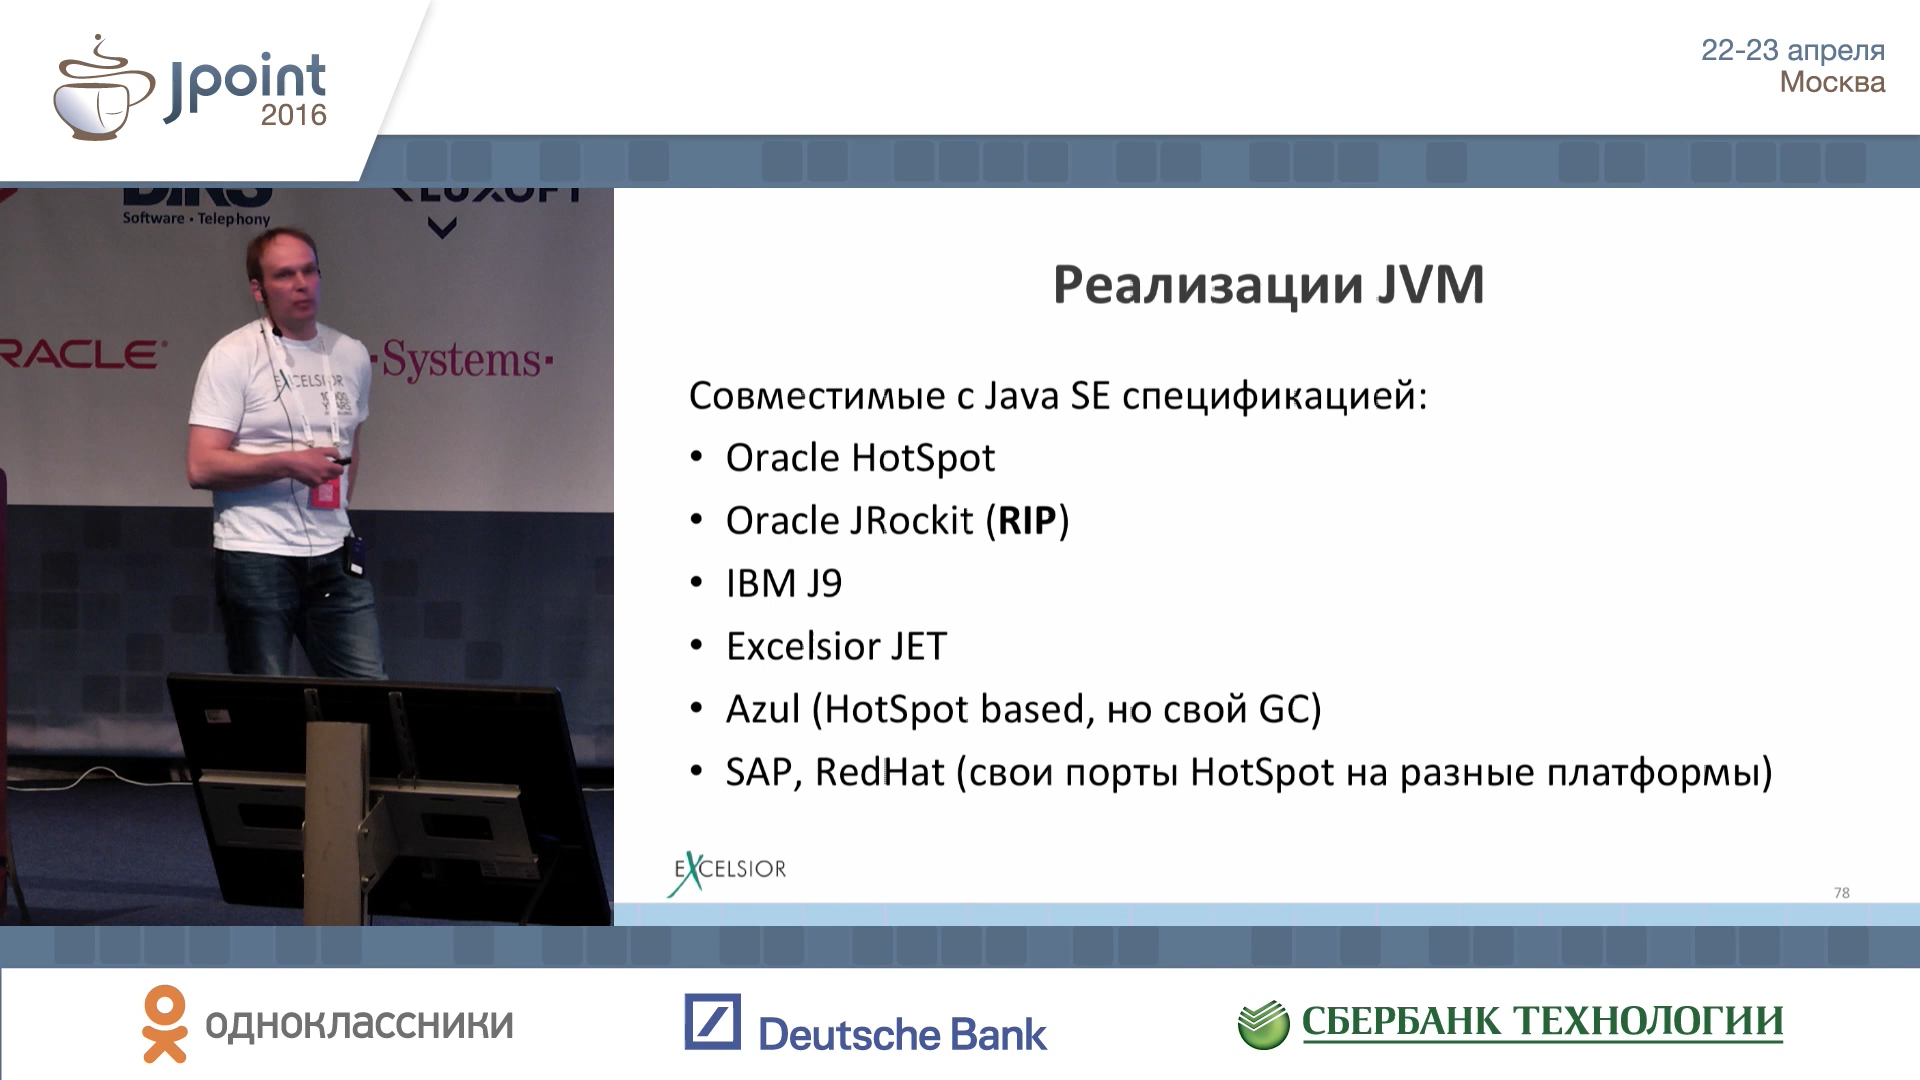 Jpoint
2016
22-23 апреля
Москва
Software • Telephony
LUXOFT
RACLE
·Systems·
EXCELSIOR
Реализации JVM
Совместимые с Java SE спецификацией:
• Oracle HotSpot
• Oracle JRockit (RIP)
• IBM J9
• Excelsior JET
• Azul (HotSpot based, но свой GC)
• SAP, RedHat (свои порты HotSpot на разные платформы)
EXCELSIOR
78
одноклассники
Deutsche Bank
СБЕРБАНК ТЕХНОЛОГИИ